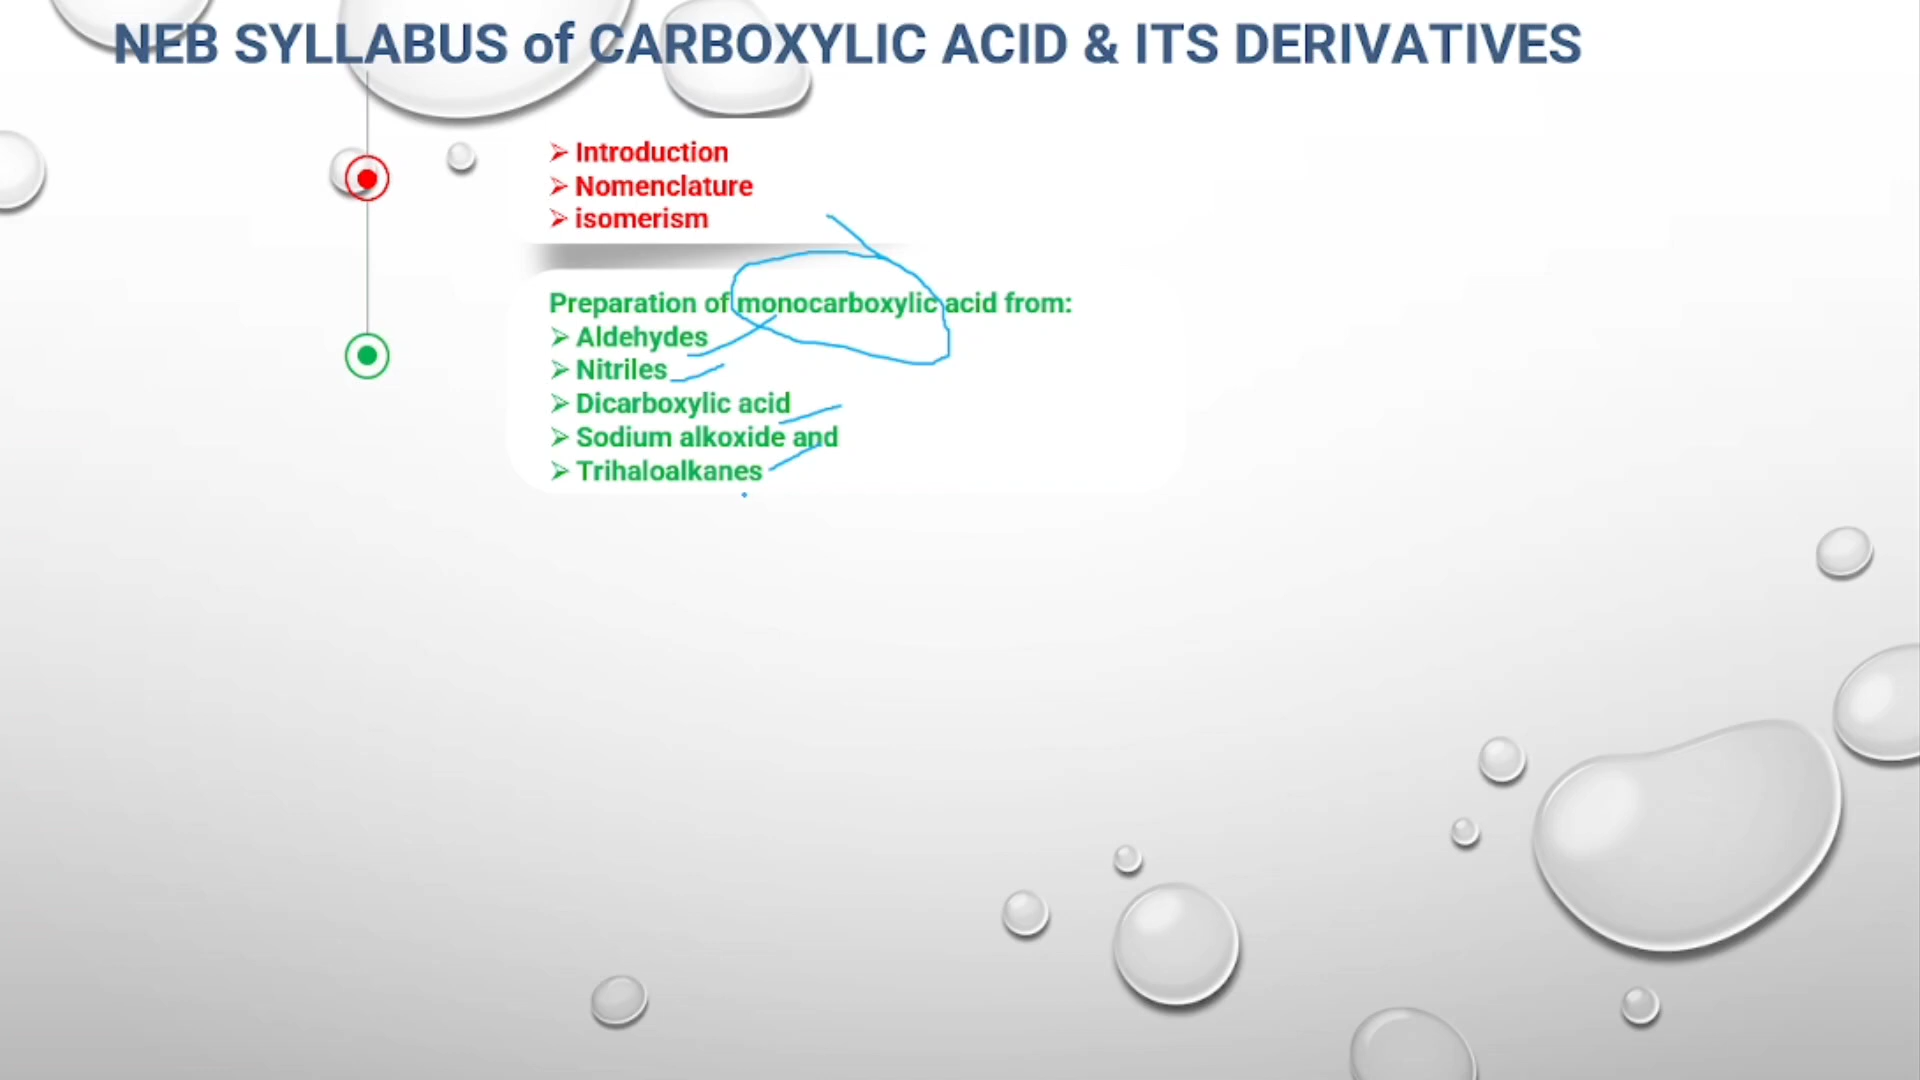 NEB SYLLABUS of CARBOXYLIC ACID & ITS DERIVATIVES
➢ Introduction
➢ Nomenclature
➢ isomerism
Preparation of monocarboxylic acid from:
➢ Aldehydes
➢ Nitriles
➢ Dicarboxylic acid
➢ Sodium alkoxide and
➢ Trihaloalkanes